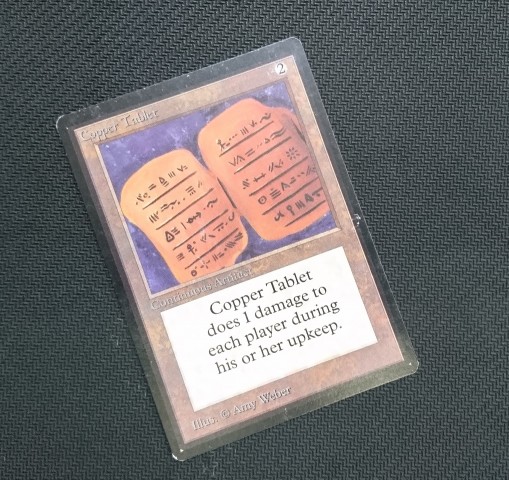 Copper Tablet
2
Continuous Artifact
Copper Tablet
does 1 damage to
each player during
his or her upkeep.
Illus. © Amy Weber